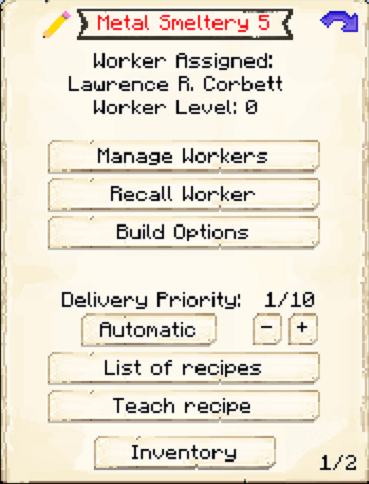 Metal Smeltery 5
Worker Assigned:
Lawrence R. Corbett
Worker Level: 0
Manage Workers
Recall Worker
Build Options
Delivery Priority: 1/10
Automatic - +
List of recipes
Teach recipe
Inventory
1/2